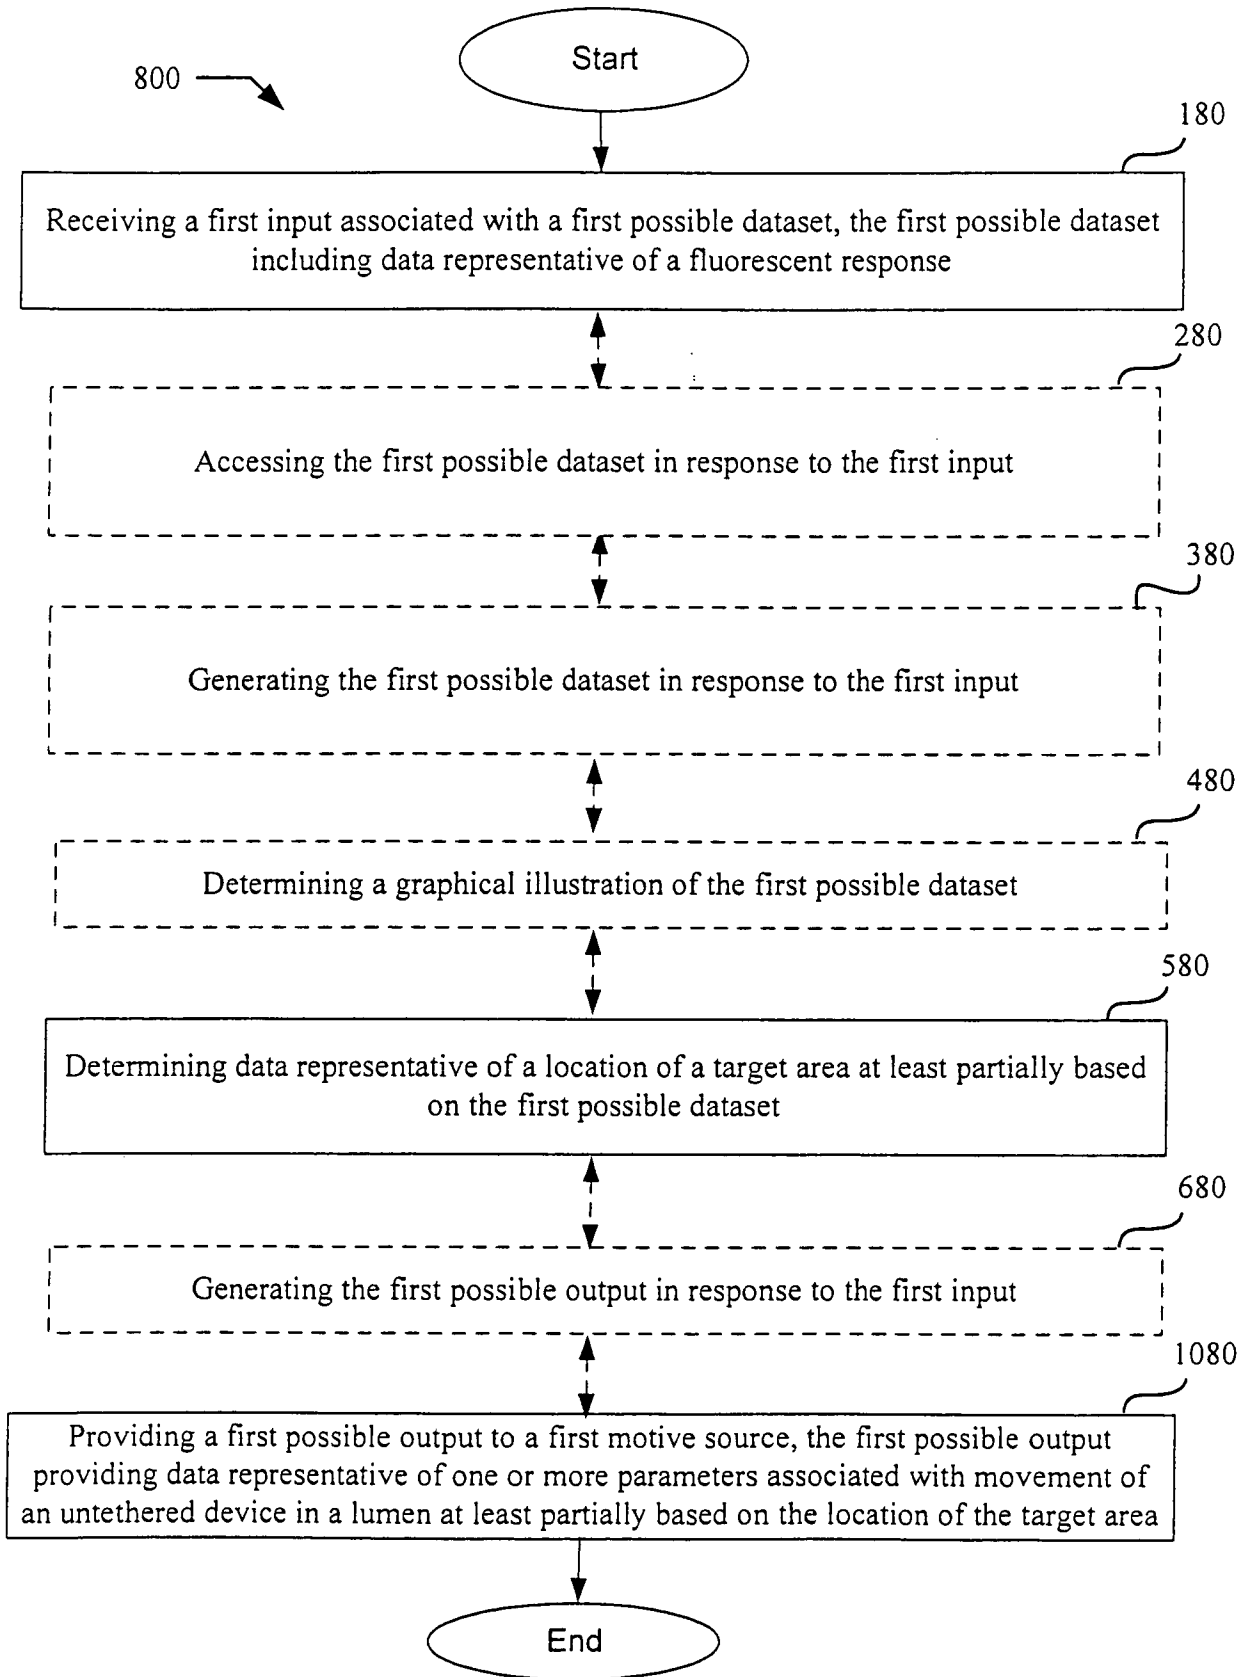 Start
800
180
Receiving a first input associated with a first possible dataset, the first possible dataset
including data representative of a fluorescent response
280
Accessing the first possible dataset in response to the first input
380
Generating the first possible dataset in response to the first input
480
Determining a graphical illustration of the first possible dataset
580
Determining data representative of a location of a target area at least partially based
on the first possible dataset
680
Generating the first possible output in response to the first input
1080
Providing a first possible output to a first motive source, the first possible output
providing data representative of one or more parameters associated with movement of
an untethered device in a lumen at least partially based on the location of the target area
End